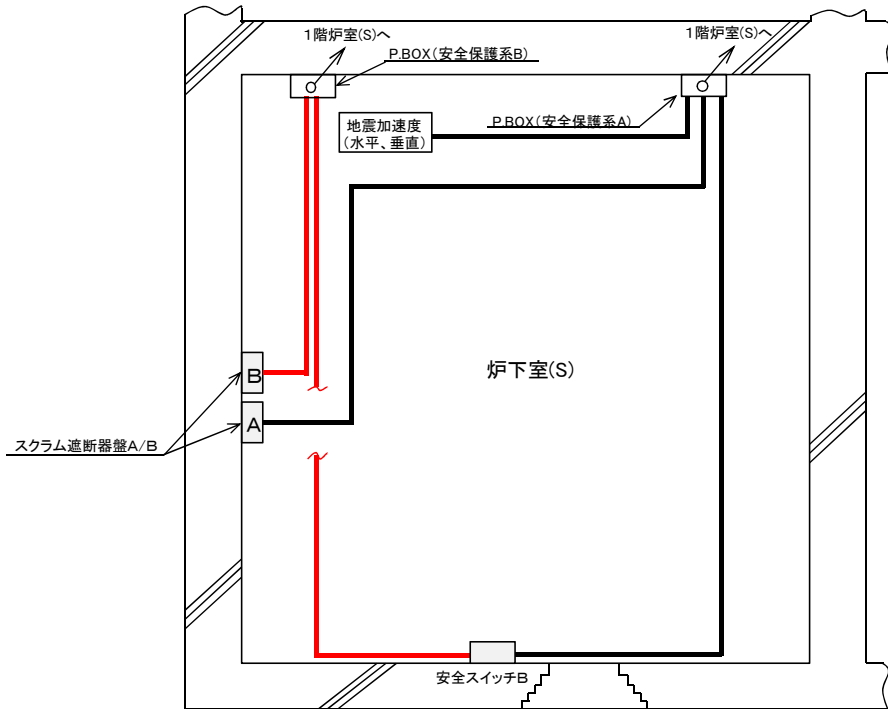 1階炉室(S)へ
P.BOX(安全保護系B)
1階炉室(S)へ
P.BOX(安全保護系A)
地震加速度
(水平、垂直)
炉下室(S)
B
A
スクラム遮断器盤A/B
安全スイッチB